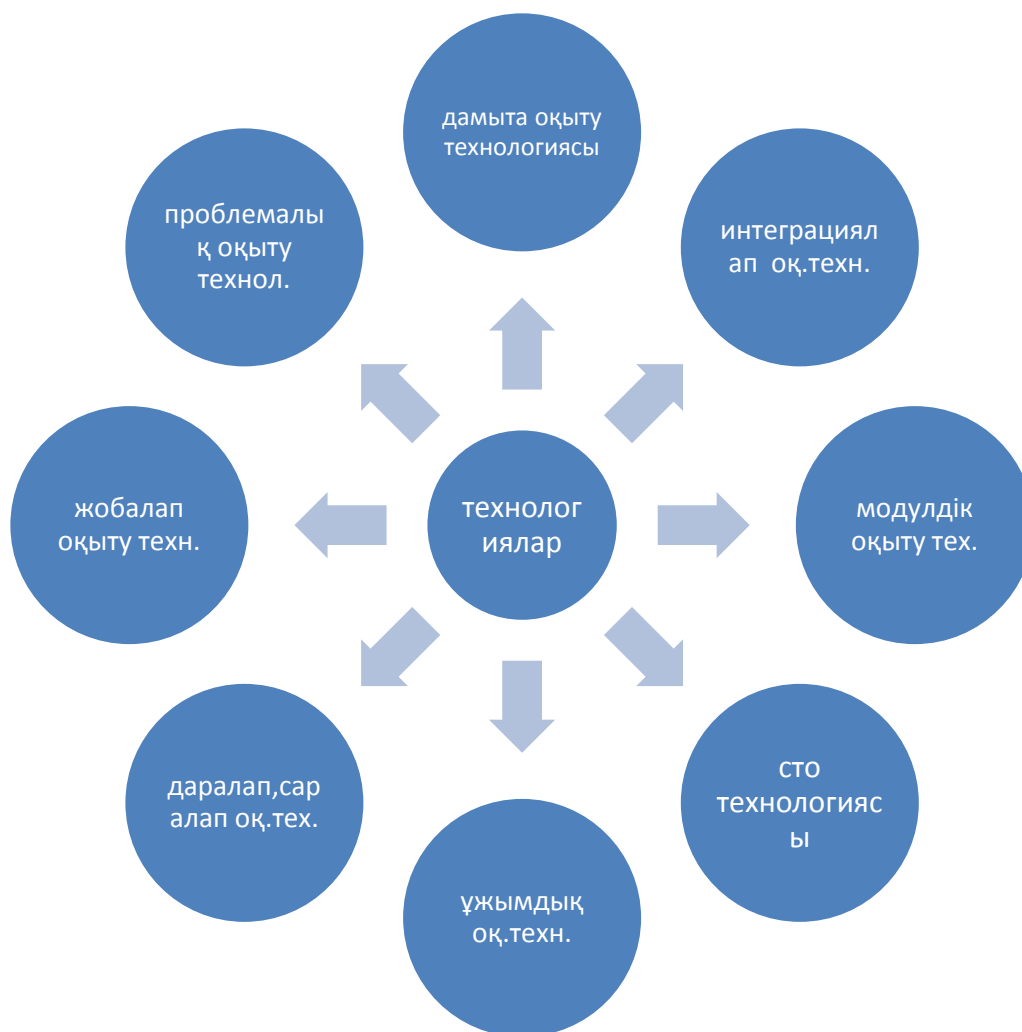 дамыта оқыту
технологиясы
интеграциял
ап оқ.техн.
модулдік
оқыту тех.
сто
технологияс
ы
ұжымдық
оқ.техн.
даралап,сар
алап оқ.тех.
жобалап
оқыту техн.
проблемалы
қ оқыту
технол.
технолог
иялар